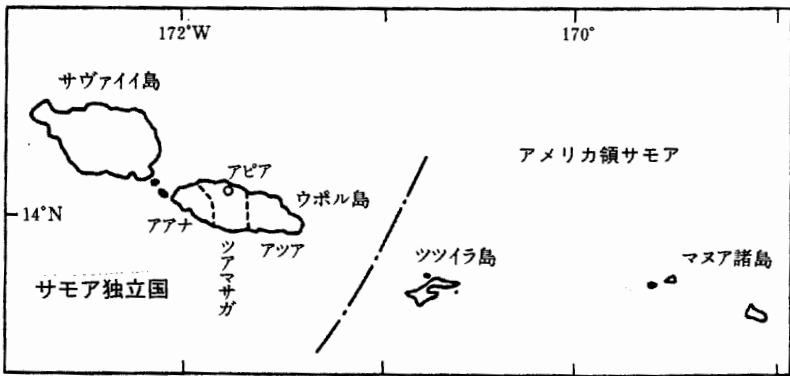 172°W
170°
サヴァイイ島
アピア
アメリカ領サモア
ウポル島
14°N
アアナ
ツアマサガ
アツア
ツツイラ島
マヌア諸島
サモア独立国